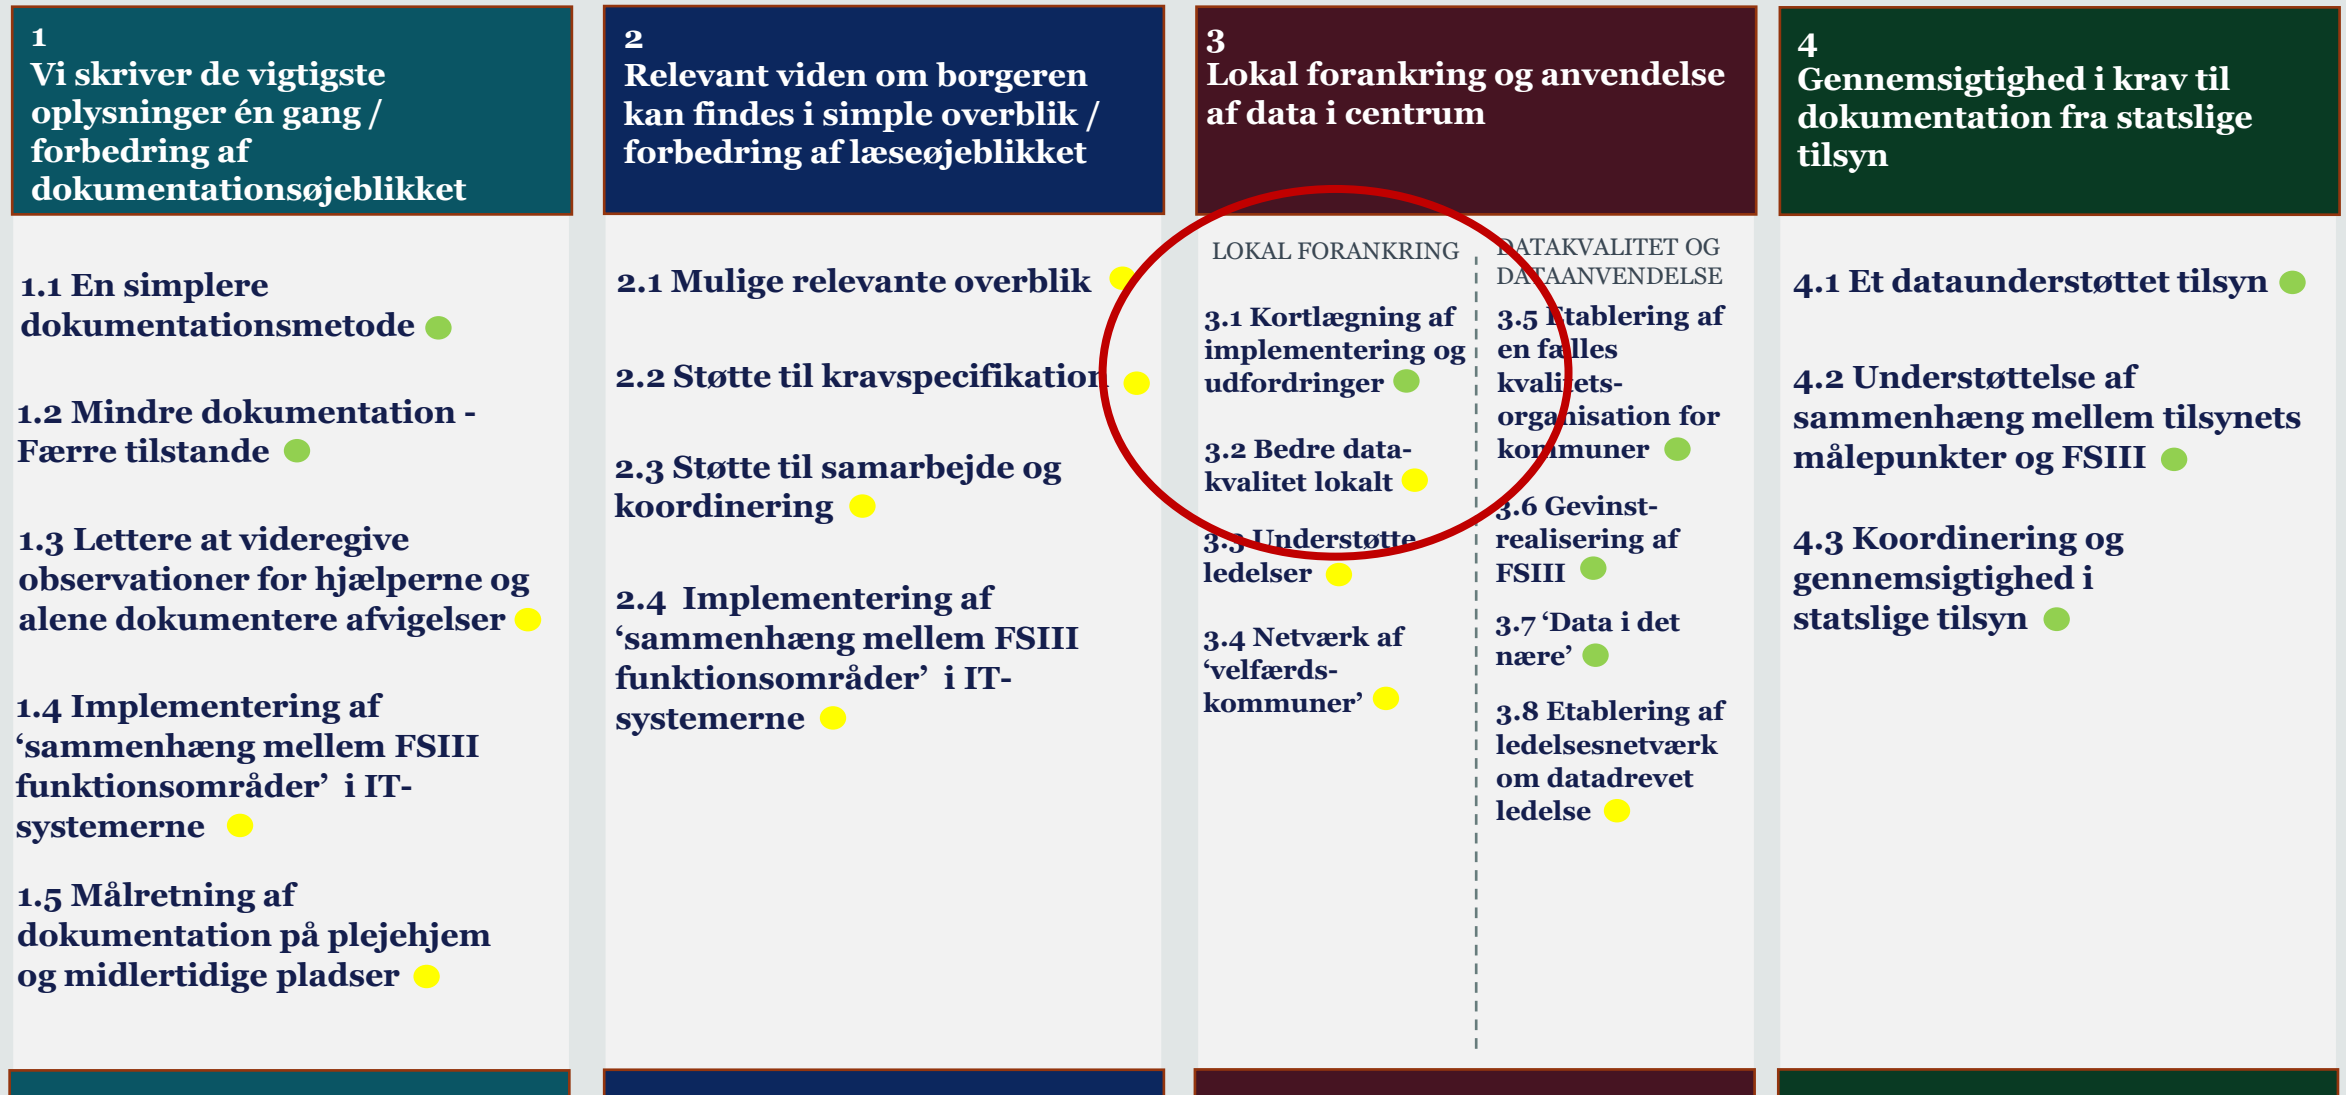 1
Vi skriver de vigtigste
oplysninger én gang /
forbedring af
dokumentationsøjeblikket
1.1 En simplere
dokumentationsmetode
1.2 Mindre dokumentation -
Færre tilstande
1.3 Lettere at videregive
observationer for hjælperne og
alene dokumentere afvigelser
1.4 Implementering af
‘sammenhæng mellem FSIII
funktionsområder’ i IT-
systemerne
1.5 Målretning af
dokumentation på plejehjem
og midlertidige pladser
2
Relevant viden om borgeren
kan findes i simple overblik /
forbedring af læseøjeblikket
2.1 Mulige relevante overblik
2.2 Støtte til kravspecifikation
2.3 Støtte til samarbejde og
koordinering
2.4 Implementering af
‘sammenhæng mellem FSIII
funktionsområder’ i IT-
systemerne
3
Lokal forankring og anvendelse
af data i centrum
LOKAL FORANKRING
3.1 Kortlægning af
implementering og
udfordringer
3.2 Bedre data-
kvalitet lokalt
3.3 Understøtte
ledelser
3.4 Netværk af
‘velfærds-
kommuner’
DATAKVALITET OG
DATAANVENDELSE
3.5 Etablering af
en fælles
kvalitets-
organisation for
kommuner
3.6 Gevinst-
realisering af
FSIII
3.7 ‘Data i det
nære’
3.8 Etablering af
ledelsesnetværk
om datadrevet
ledelse
4
Gennemsigtighed i krav til
dokumentation fra statslige
tilsyn
4.1 Et dataunderstøttet tilsyn
4.2 Understøttelse af
sammenhæng mellem tilsynets
målepunkter og FSIII
4.3 Koordinering og
gennemsigtighed i
statslige tilsyn